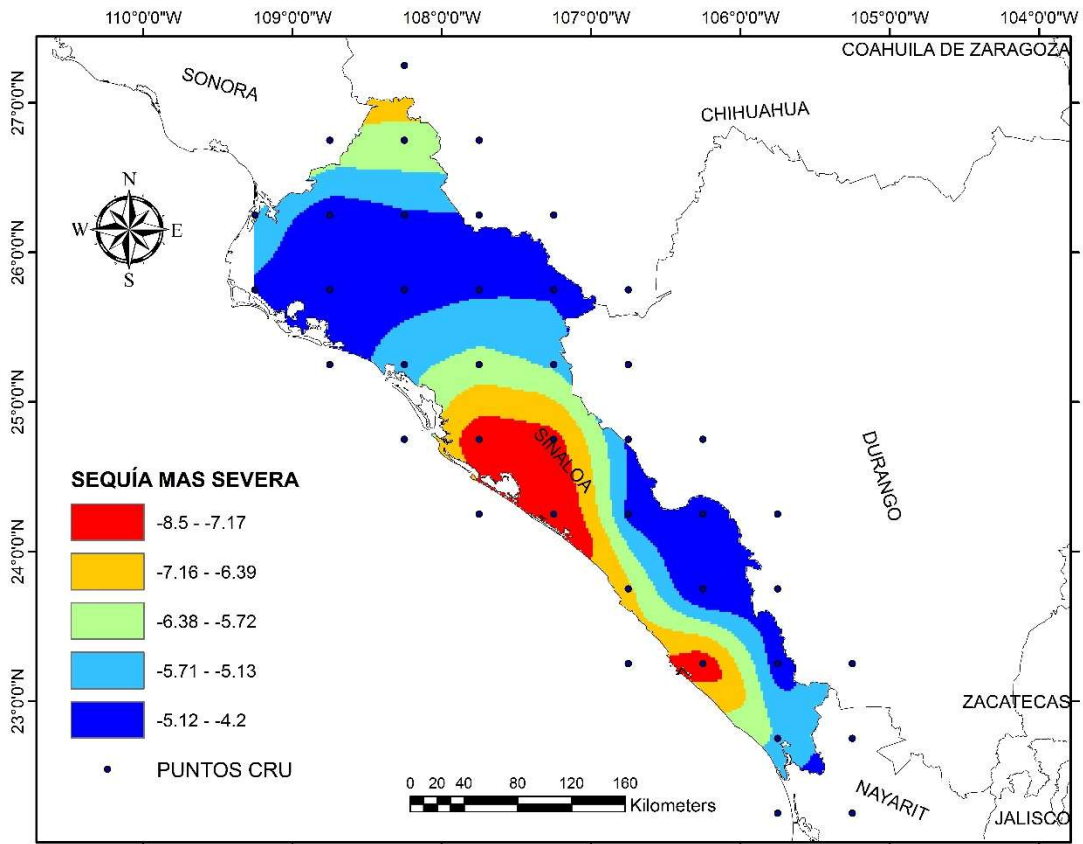 110°0'0"W 109°0'0"W 108°0'0"W 107°0'0"W 106°0'0"W 105°0'0"W 104°0'0"W
COAHUILA DE ZARAGOZA
SONORA
CHIHUAHUA
27°0'0"N
N
W E
S
26°0'0"N
25°0'0"N
SINALOA
DURANGO
SEQUÍA MAS SEVERA
-8.5 - -7.17
24°0'0"N
-7.16 - -6.39
-6.38 - -5.72
-5.71 - -5.13
23°0'0"N
ZACATECAS
-5.12 - -4.2
PUNTOS CRU
0 20 40 80 120 160
Kilometers
NAYARIT
JALISCO